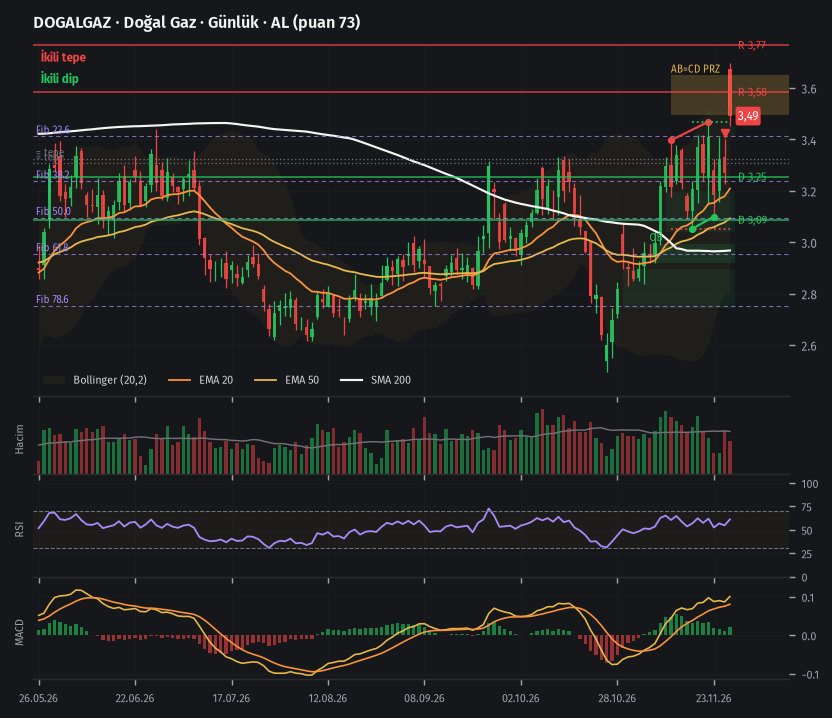 DOGALGAZ · Doğal Gaz · Günlük · AL (puan 73)
R 3,77
İkili tepe
AB=CD PRZ
İkili dip
R 3,58
3.6
3,49
Fib 23.6
3.4
Fib 38.2
D 3,25
3.2
Fib 50.0
D 3,09
3.0
Fib 61.8
Fib 78.6
2.8
2.6
Bollinger (20,2)
EMA 20
EMA 50
SMA 200
Hacim
100
75
RSI
50
25
0
0.1
MACD
0.0
−0.1
26.05.26
22.06.26
17.07.26
12.08.26
08.09.26
02.10.26
28.10.26
23.11.26